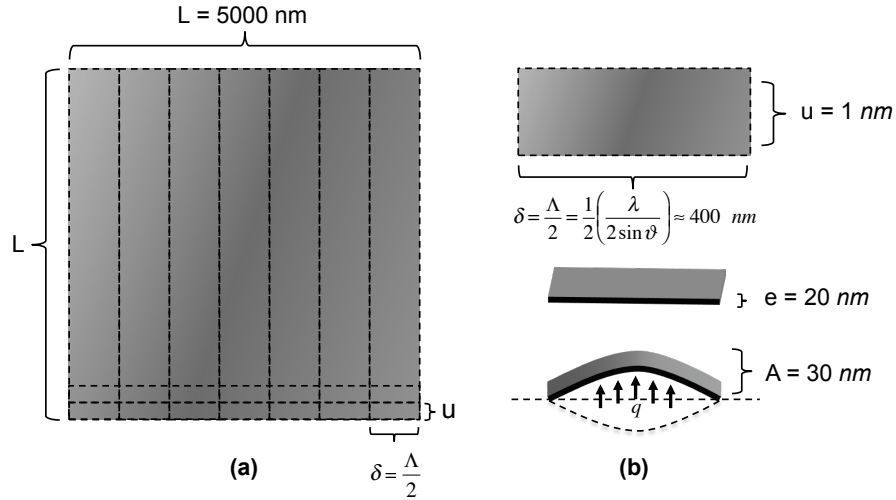 L = 5000 nm
L
u
δ = Λ/2
(a)
u = 1 nm
δ = Λ/2 = 1/2 (λ / 2 sin ϑ) ≈ 400 nm
e = 20 nm
A = 30 nm
q
(b)